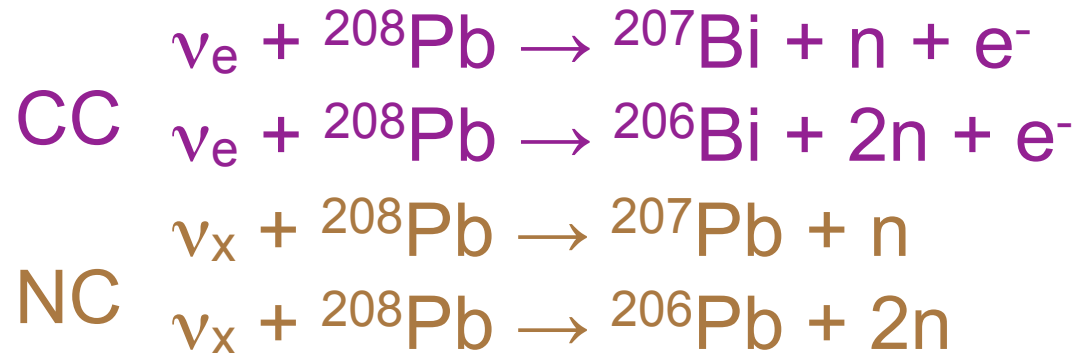 νₑ + ²⁰⁸Pb → ²⁰⁷Bi + n + e⁻
CC
νₑ + ²⁰⁸Pb → ²⁰⁶Bi + 2n + e⁻
νₓ + ²⁰⁸Pb → ²⁰⁷Pb + n
NC
νₓ + ²⁰⁸Pb → ²⁰⁶Pb + 2n